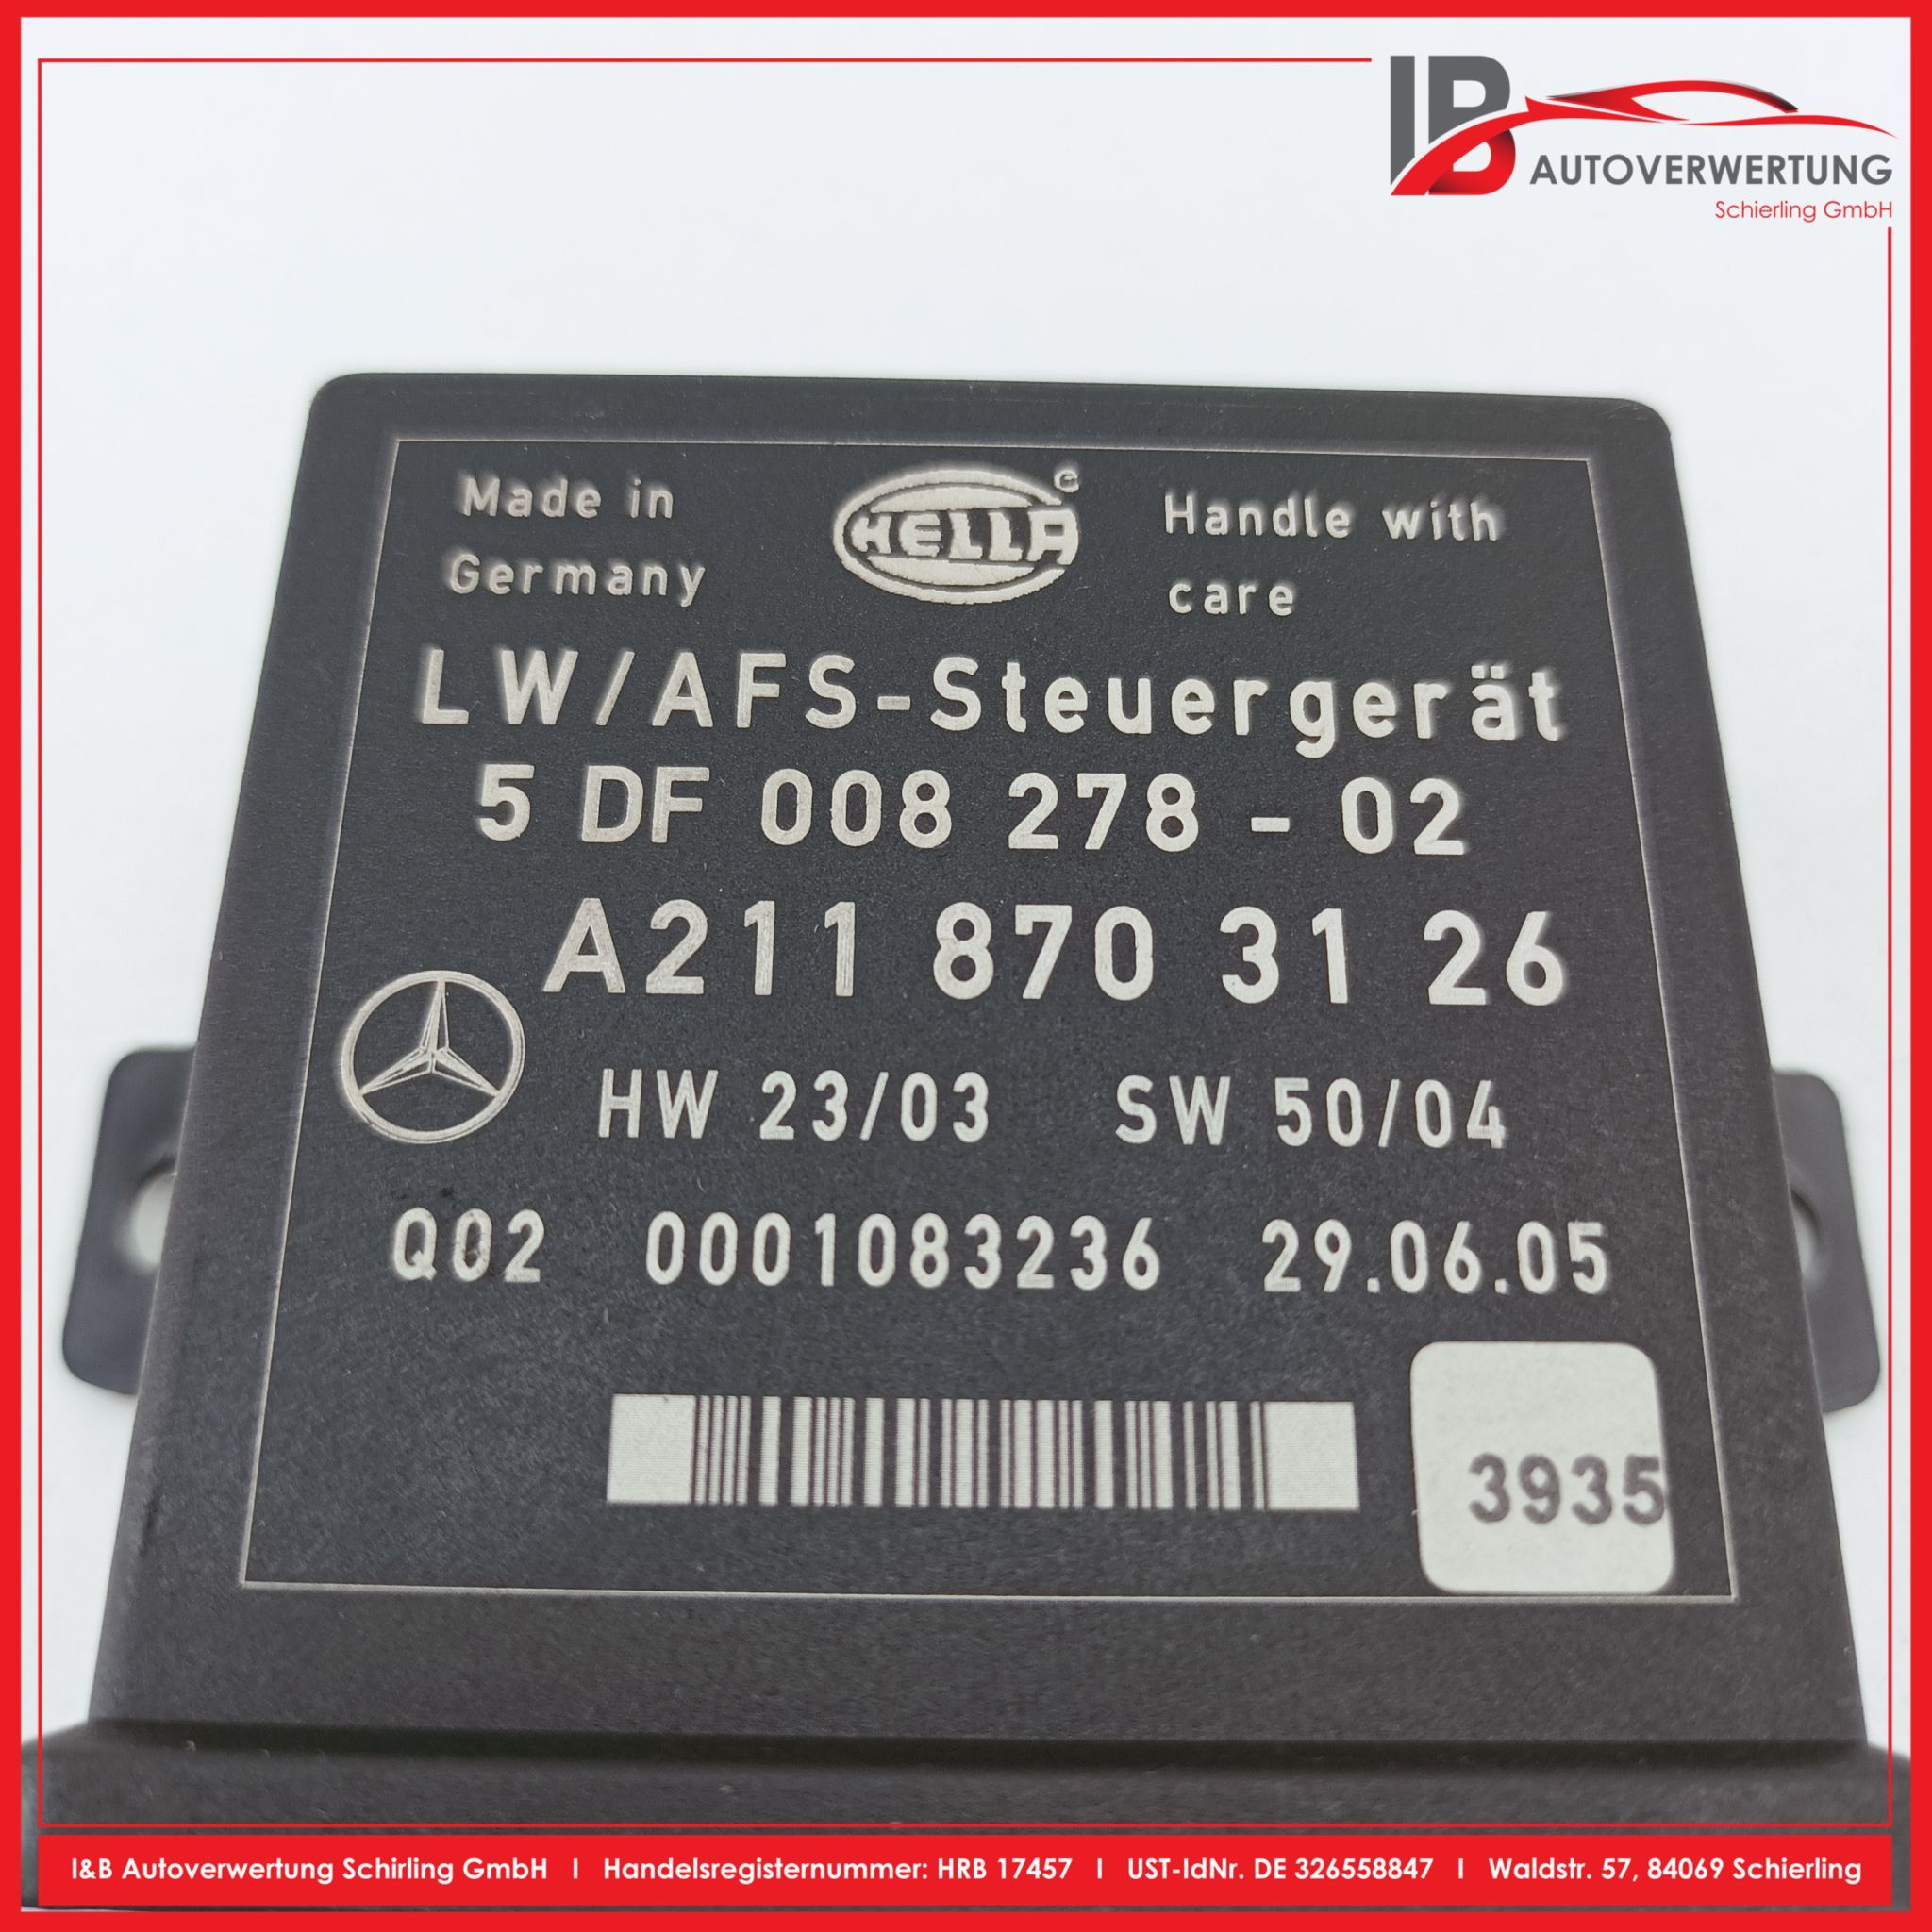 IB
AUTOVERWERTUNG
Schierling GmbH
Made in
Germany
HELLA
Handle with
care
LW/AFS-Steuergerät
5 DF 008 278 - 02
A211 870 31 26
HW 23/03 SW 50/04
Q02 0001083236 29.06.05
3935
I&B Autoverwertung Schirling GmbH I Handelsregisternummer: HRB 17457 I UST-IdNr. DE 326558847 I Waldstr. 57, 84069 Schierling